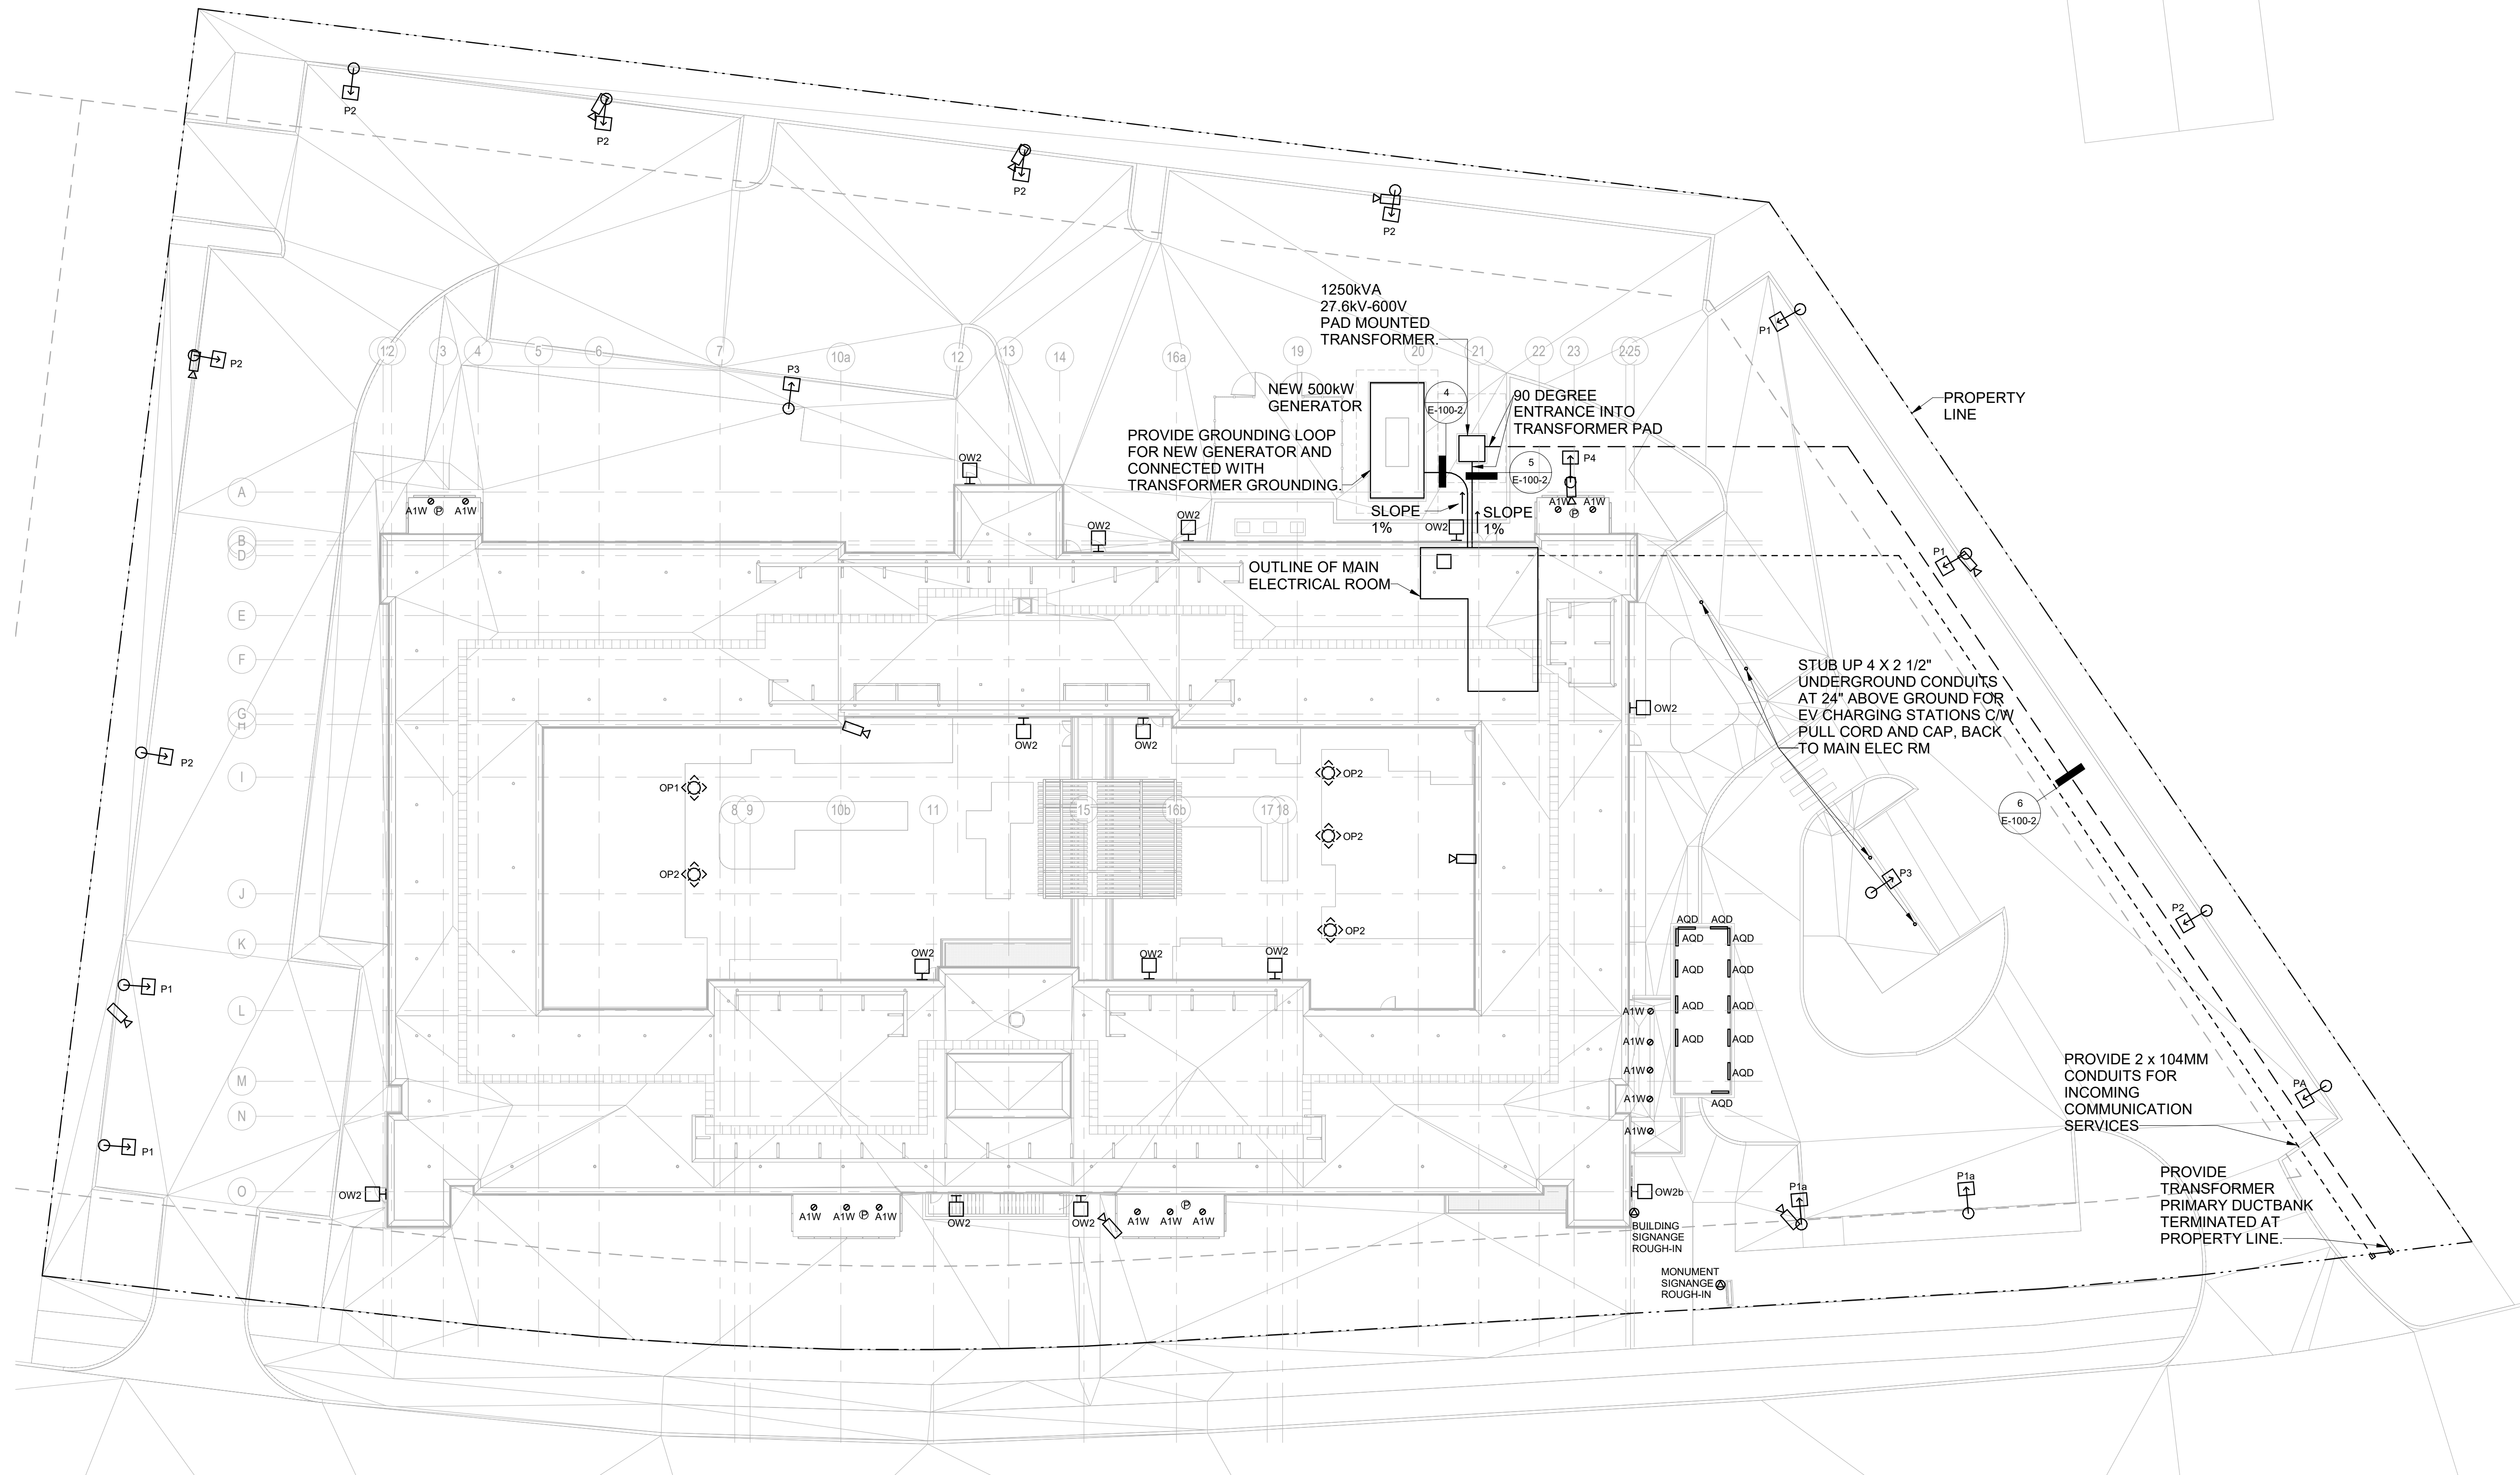 P2
P2
P2
P2
1250kVA
27.6kV-600V
PAD MOUNTED
TRANSFORMER.
P1
P2
P3
1
2
3
4
5
6
7
10a
12
13
14
16a
19
20
21
22
23
25
NEW 500kW
GENERATOR
4
E-100-2
90 DEGREE
ENTRANCE INTO
TRANSFORMER PAD
PROPERTY
LINE
PROVIDE GROUNDING LOOP
FOR NEW GENERATOR AND
CONNECTED WITH
TRANSFORMER GROUNDING.
OW2
5
E-100-2
P4
A
A1W
P
A1W
A1W
A1W
P
SLOPE
1%
SLOPE
1%
OW2
OW2
OW2
B
D
P1
OUTLINE OF MAIN
ELECTRICAL ROOM
E
F
STUB UP 4 X 2 1/2"
UNDERGROUND CONDUITS
AT 24" ABOVE GROUND FOR
EV CHARGING STATIONS C/W
PULL CORD AND CAP, BACK
TO MAIN ELEC RM
G
H
OW2
OW2
OW2
P2
I
OP1
OP2
8
9
10b
11
15
16b
17
18
6
E-100-2
OP2
OP2
P3
J
OP2
P2
AQD
AQD
AQD
AQD
K
OW2
OW2
OW2
AQD
AQD
P1
L
A1W
AQD
AQD
A1W
AQD
AQD
PROVIDE 2 x 104MM
CONDUITS FOR
INCOMING
COMMUNICATION
SERVICES
M
A1W
AQD
PA
N
A1W
AQD
A1W
P1
PROVIDE
TRANSFORMER
PRIMARY DUCTBANK
TERMINATED AT
PROPERTY LINE.
O
OW2
OW2b
P1a
P1a
A1W
A1W
P
A1W
OW2
OW2
A1W
A1W
P
A1W
BUILDING
SIGNANGE
ROUGH-IN
MONUMENT
SIGNANGE
ROUGH-IN